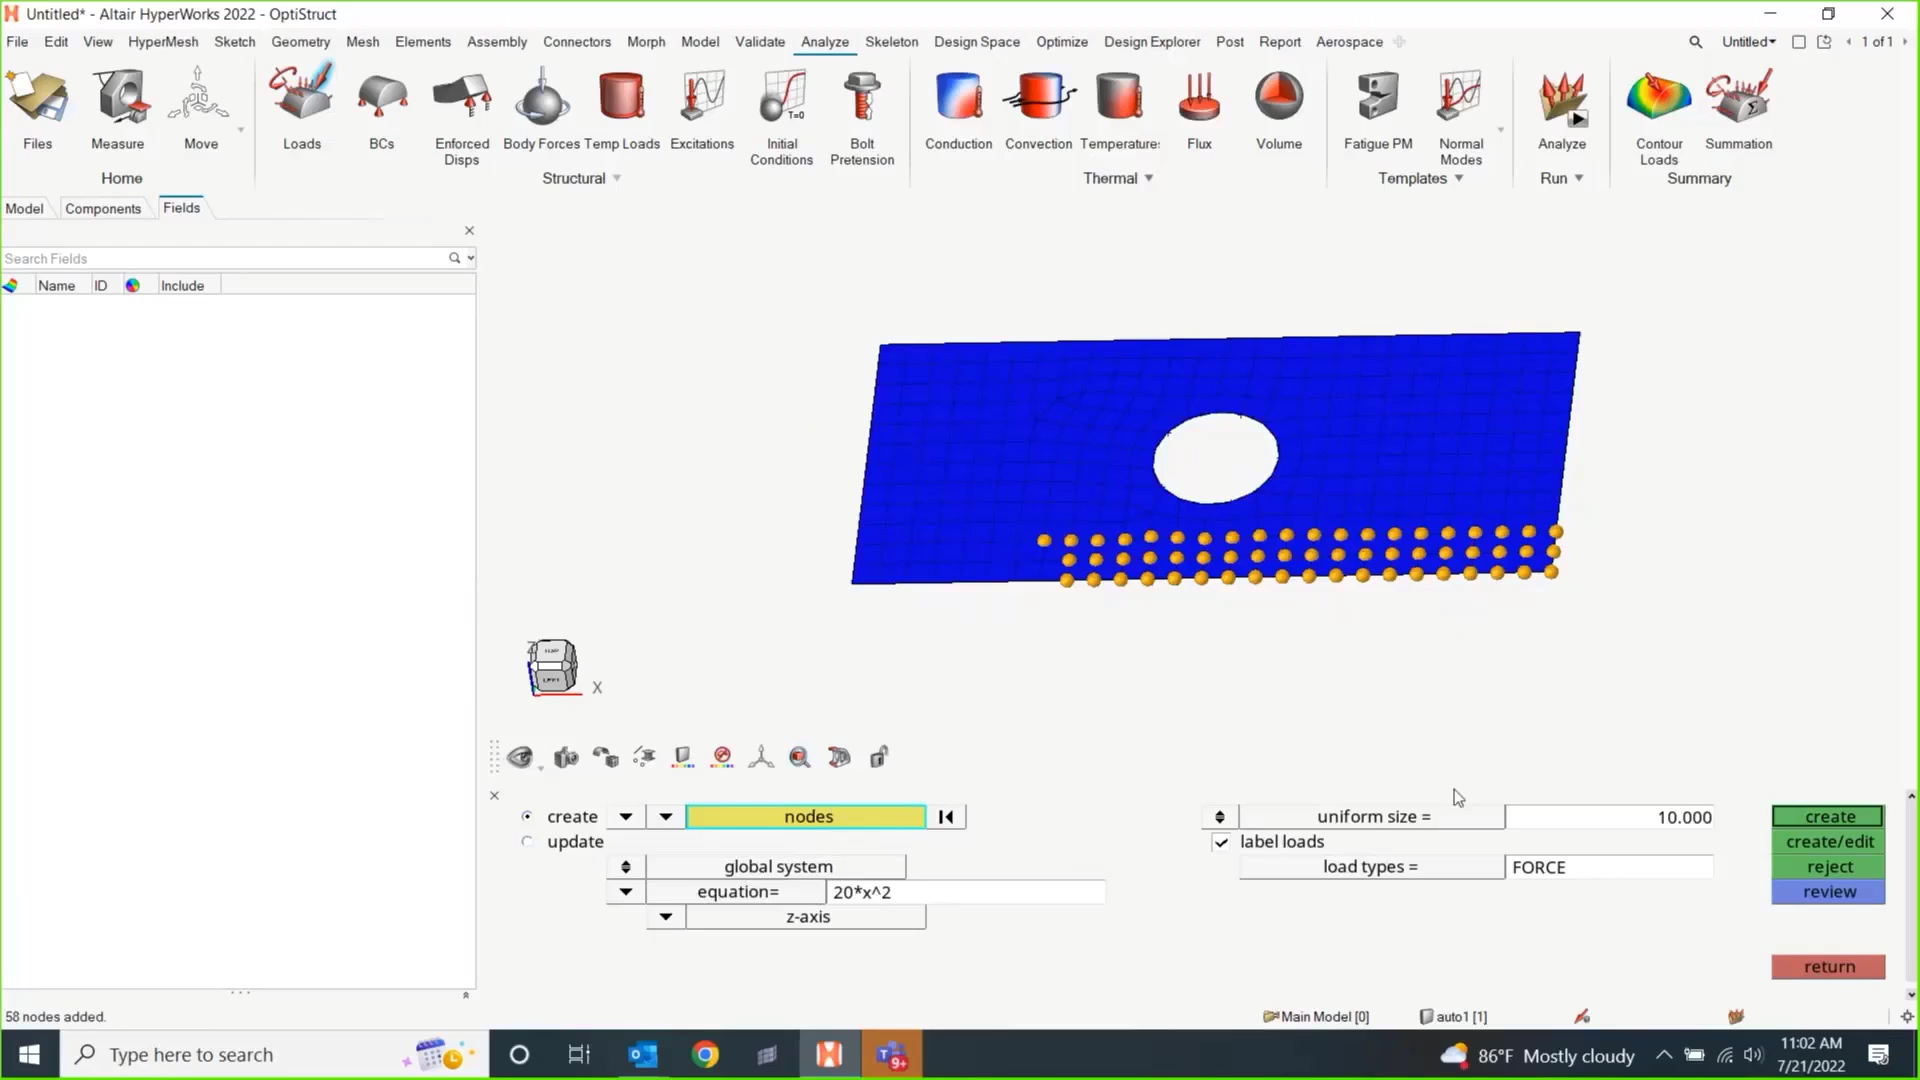 Untitled* - Altair HyperWorks 2022 - OptiStruct
File Edit View HyperMesh Sketch Geometry Mesh Elements Assembly Connectors Morph Model Validate Analyze Skeleton Design Space Optimize Design Explorer Post Report Aerospace
Untitled 1 of 1
T=0
Files Measure Move Loads BCs Enforced Disps Body Forces Temp Loads Excitations Initial Conditions Bolt Pretension Conduction Convection Temperatures Flux Volume Fatigue PM Normal Modes Analyze Contour Loads Summation
Home Structural Thermal Templates Run Summary
Model Components Fields
Search Fields
Name ID Include
Z
X
create nodes uniform size = 10.000 create
update label loads create/edit
global system load types = FORCE reject
equation= 20*x^2 review
z-axis
return
58 nodes added. Main Model [0] auto1 [1]
Type here to search 9+ 86°F Mostly cloudy 11:02 AM
7/21/2022